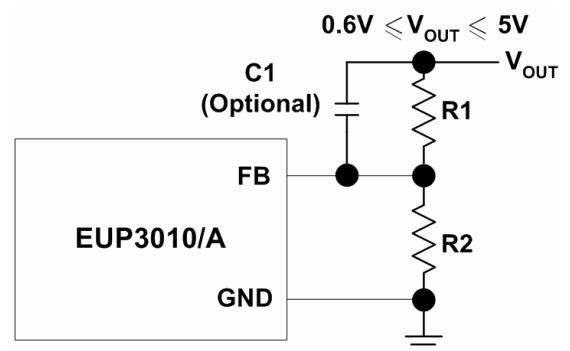 0.6V ≤ VOUT ≤ 5V
VOUT
C1
(Optional)
R1
FB
EUP3010/A
R2
GND